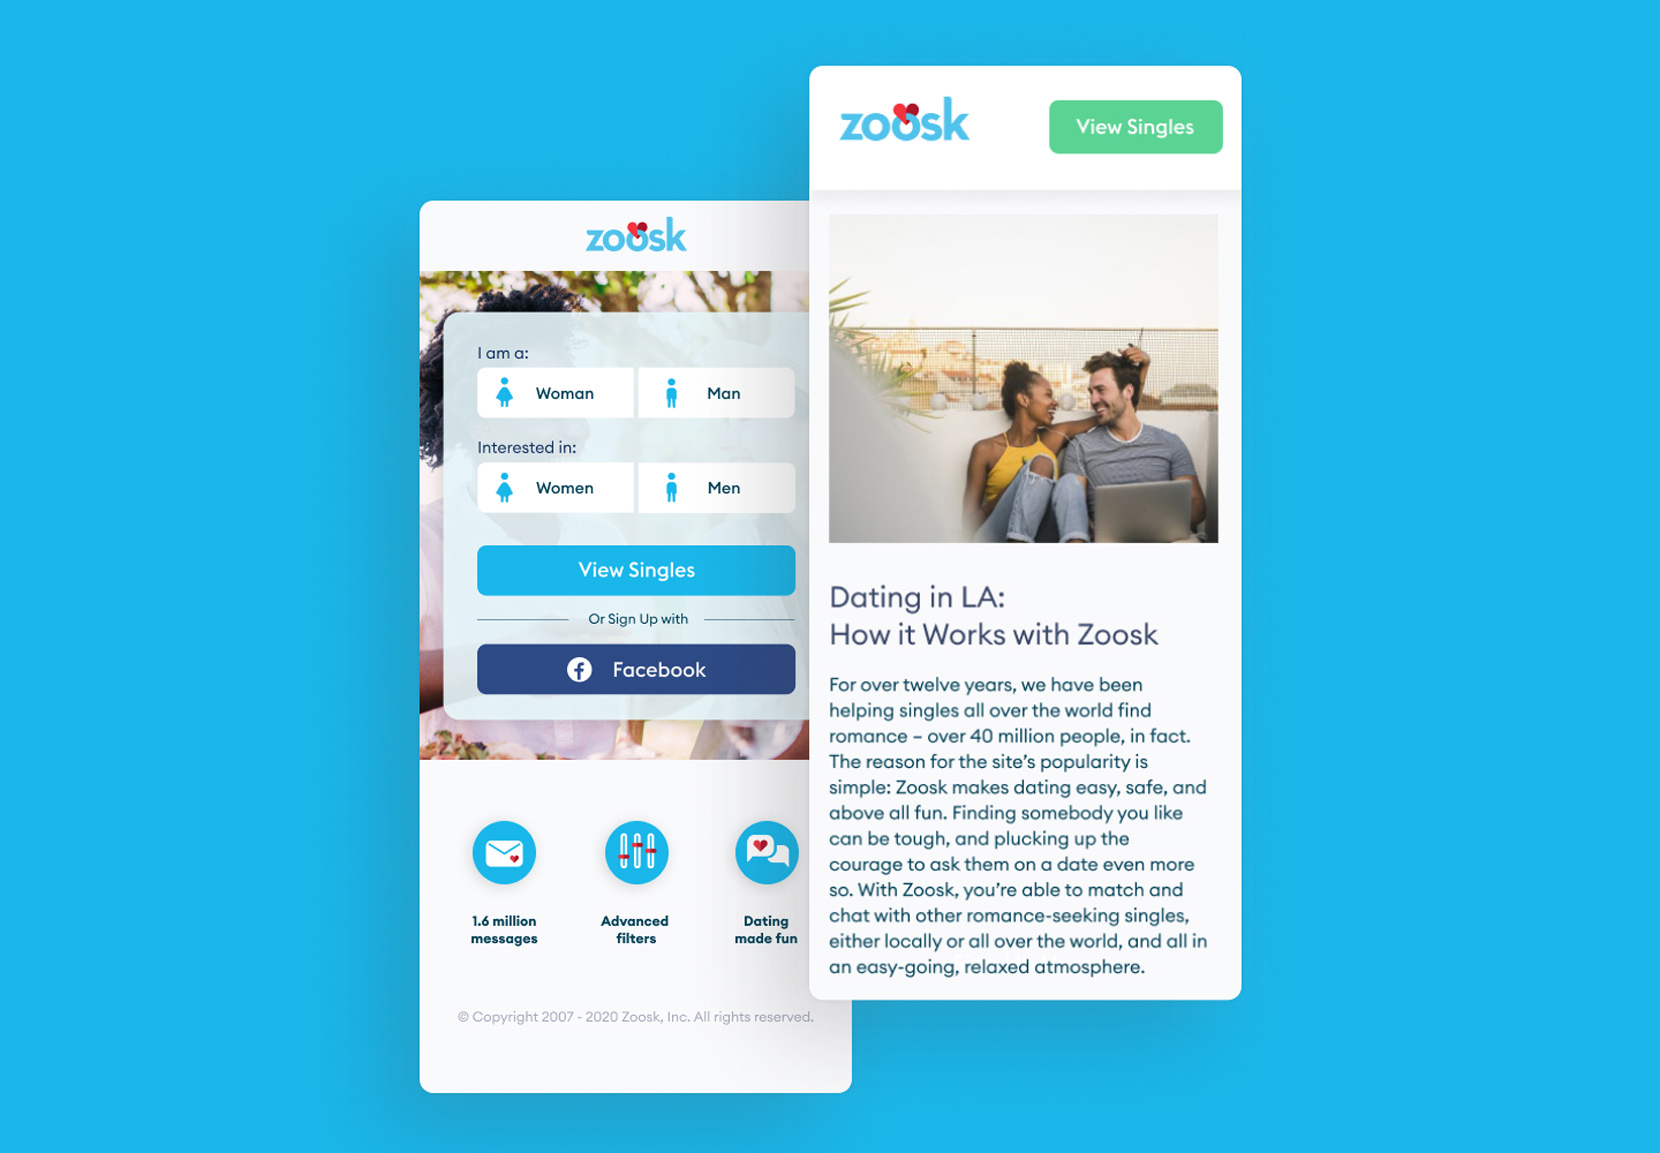 zoosk
I am a:
Woman
Man
Interested in:
Women
Men
View Singles
Or Sign Up with
Facebook
1.6 million
messages
Advanced
filters
Dating
made fun
© Copyright 2007 - 2020 Zoosk, Inc. All rights reserved.
zoosk
View Singles
Dating in LA:
How it Works with Zoosk
For over twelve years, we have been
helping singles all over the world find
romance – over 40 million people, in fact.
The reason for the site’s popularity is
simple: Zoosk makes dating easy, safe, and
above all fun. Finding somebody you like
can be tough, and plucking up the
courage to ask them on a date even more
so. With Zoosk, you’re able to match and
chat with other romance-seeking singles,
either locally or all over the world, and all in
an easy-going, relaxed atmosphere.